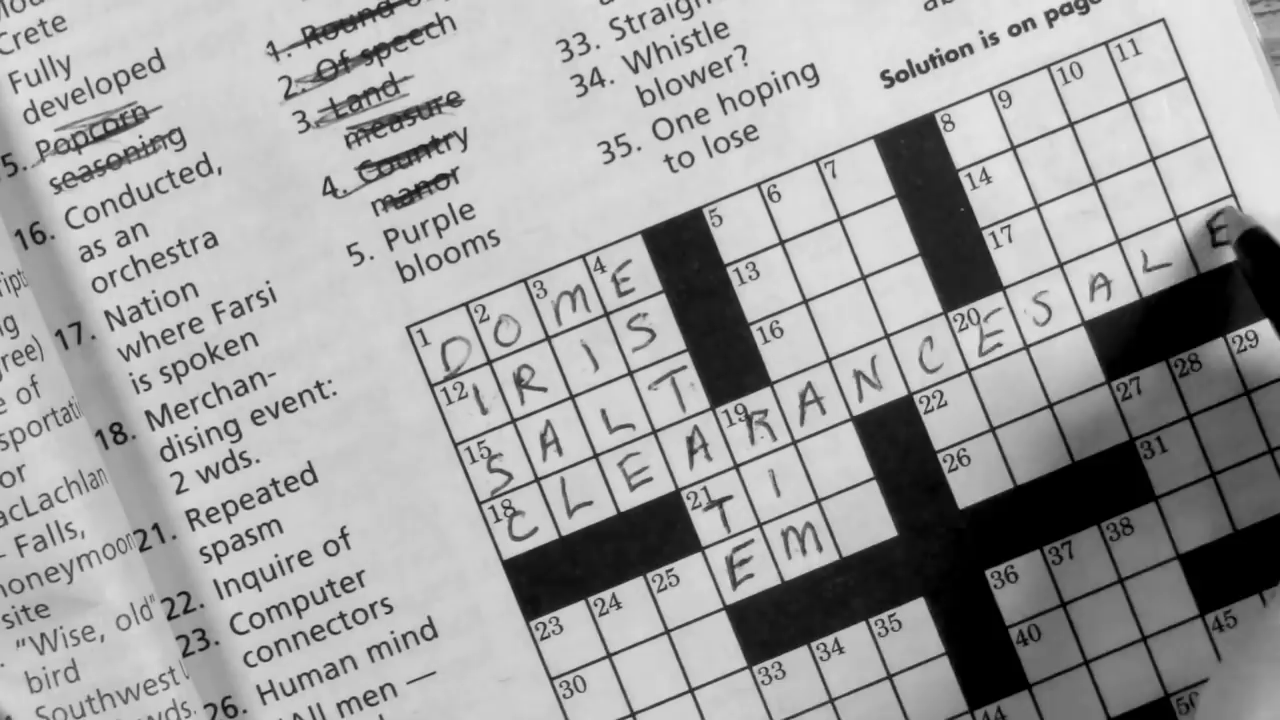 Crete
Fully
developed
5. Popcorn
seasoning
16. Conducted,
as an
orchestra
17. Nation
where Farsi
is spoken
18. Merchan-
dising event:
2 wds.
21. Repeated
spasm
22. Inquire of
23. Computer
connectors
26. Human mind
All men —
gree)
e of
sportati
or
acLachlan
- Falls,
honeymoon
site
"Wise, old"
bird
Southwest
wds.
1. Round
2. Of speech
3. Land
measure
4. Country
manor
5. Purple
blooms
33. Straigh
34. Whistle
blower?
35. One hoping
to lose
Solution is on page
8 9 10 11
5 6 7 14
1 D 2 O 3 M 4 E 13 17
12 I R I S 16 20
15 S A L T 19
18 C L E A R A N C E S A L E
21 T I 22 27 28 29
E M 26 31
23 24 25 36 37 38
30 33 34 35 40 45
44 50